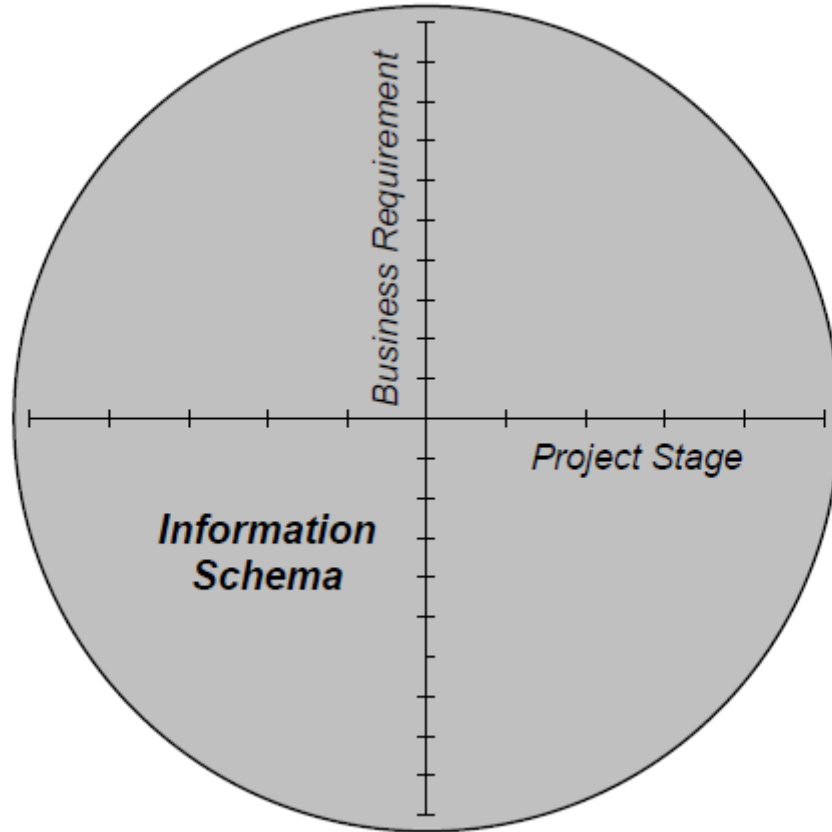 Business Requirement
Project Stage
Information
Schema